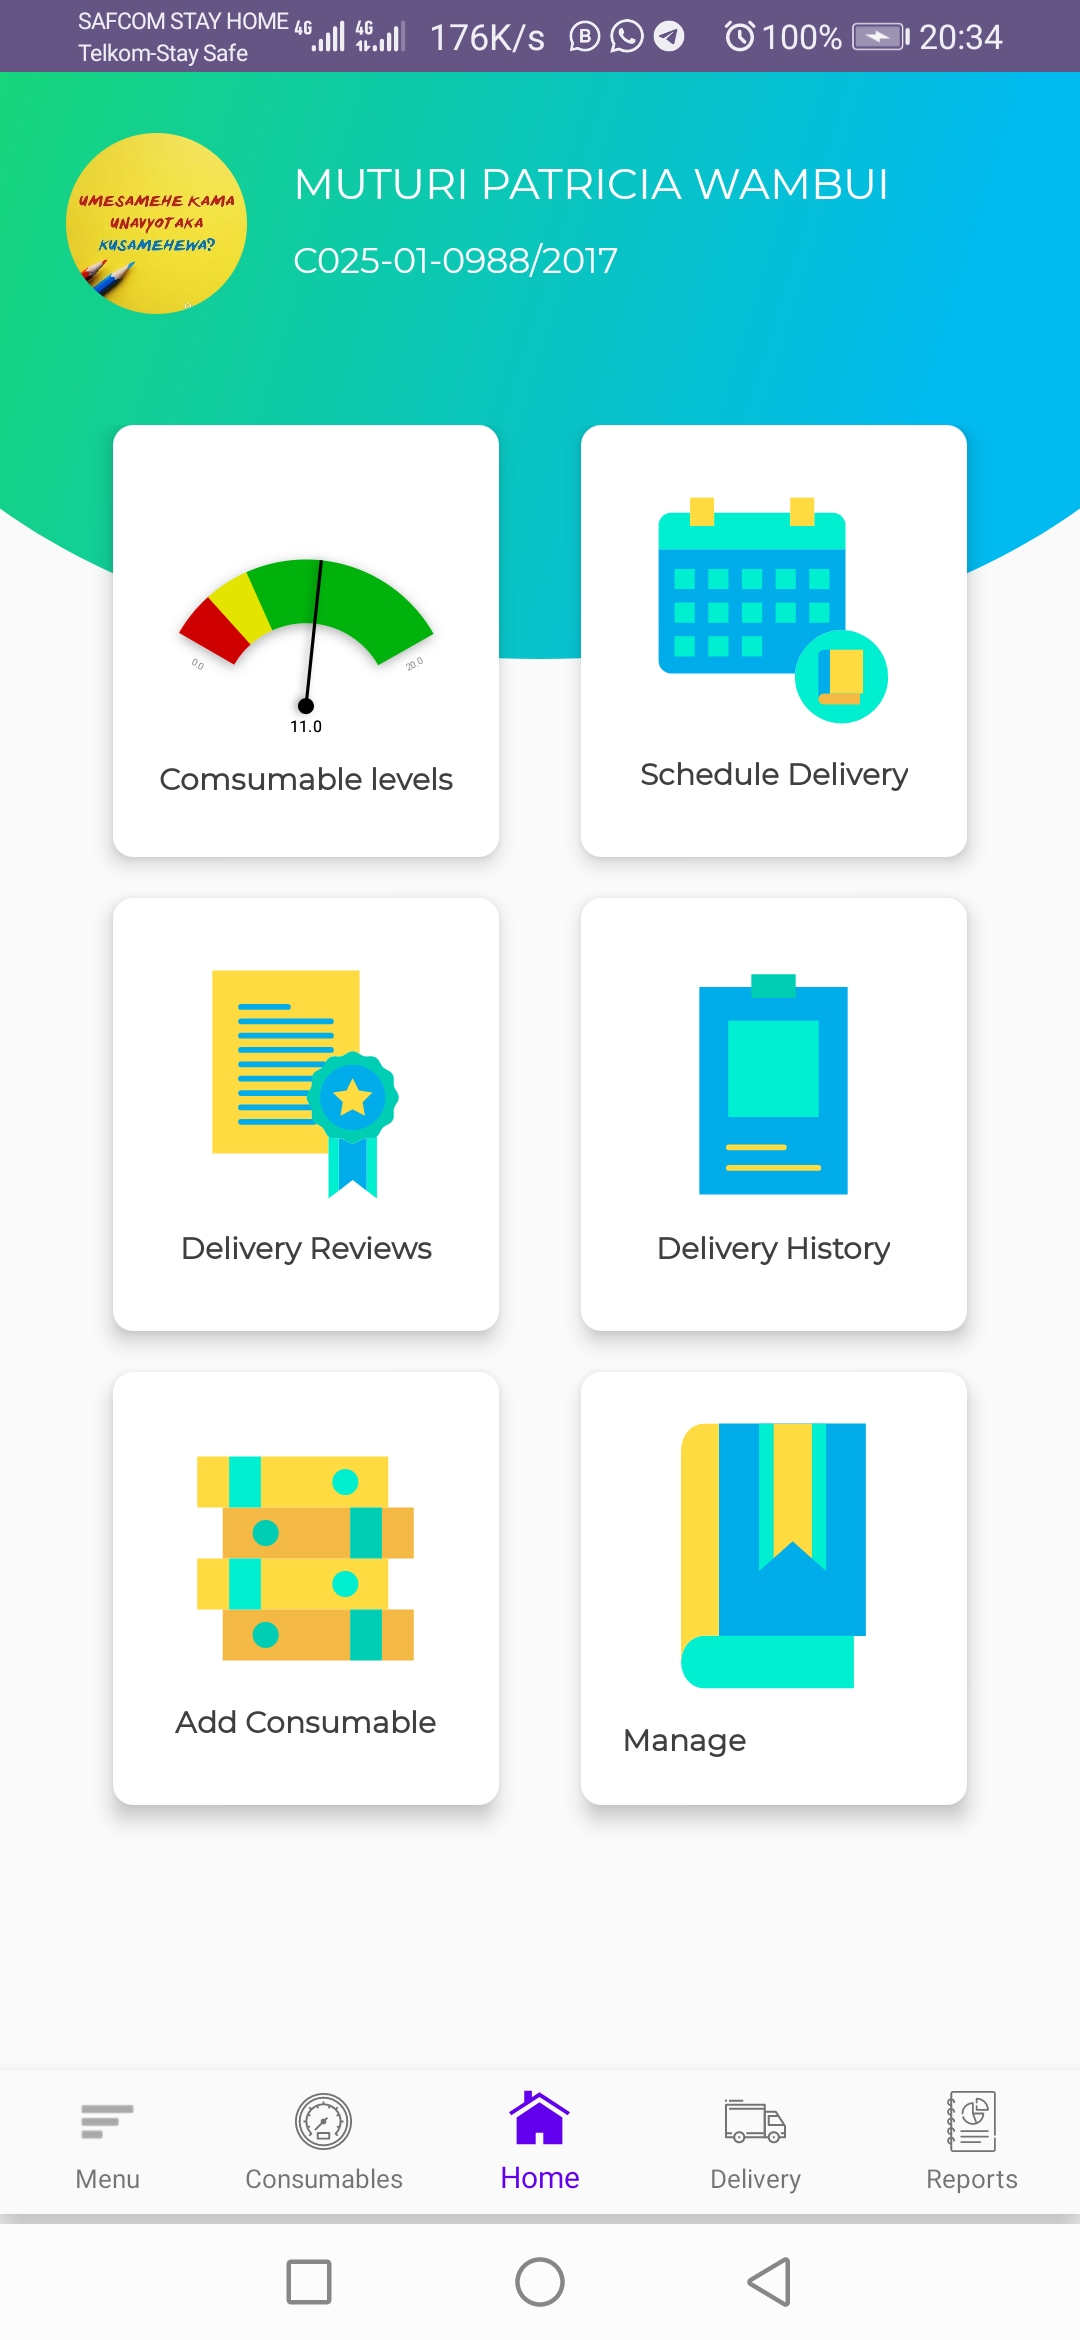 SAFCOM STAY HOME
Telkom-Stay Safe
4G 4G 176K/s 100% 20:34
UMESAMEHE KAMA
UNAVYOTAKA
KUSAMEHEWA?
MUTURI PATRICIA WAMBUI
C025-01-0988/2017
0.0 20.0
11.0
Comsumable levels
Schedule Delivery
Delivery Reviews
Delivery History
Add Consumable
Manage
Menu Consumables Home Delivery Reports